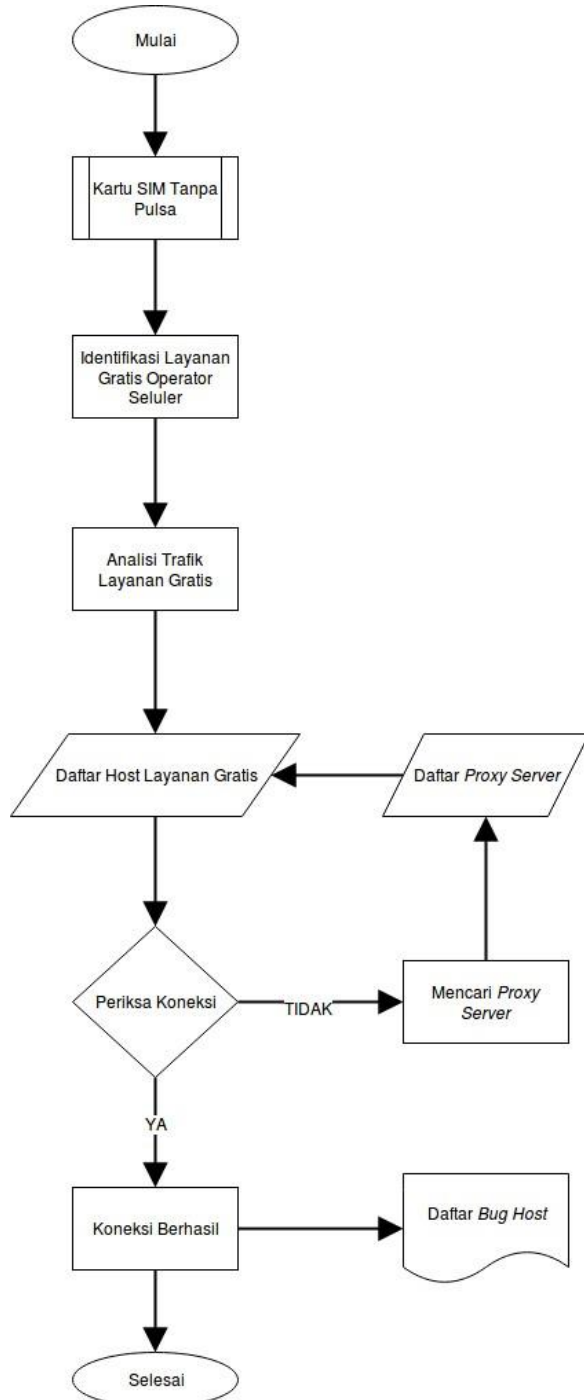 Mulai
Kartu SIM Tanpa
Pulsa
Identifikasi Layanan
Gratis Operator
Seluler
Analisi Trafik
Layanan Gratis
Daftar Host Layanan Gratis
Daftar Proxy Server
Periksa Koneksi
TIDAK
Mencari Proxy
Server
YA
Koneksi Berhasil
Daftar Bug Host
Selesai